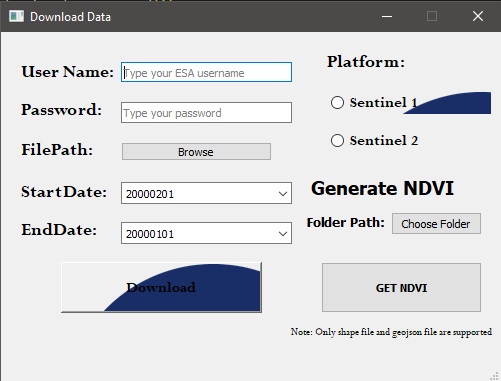 Download Data
User Name:
Type your ESA username
Password:
Type your password
FilePath:
Browse
StartDate:
20000201
EndDate:
20000101
Download
Platform:
Sentinel 1
Sentinel 2
Generate NDVI
Folder Path:
Choose Folder
GET NDVI
Note: Only shape file and geojson file are supported